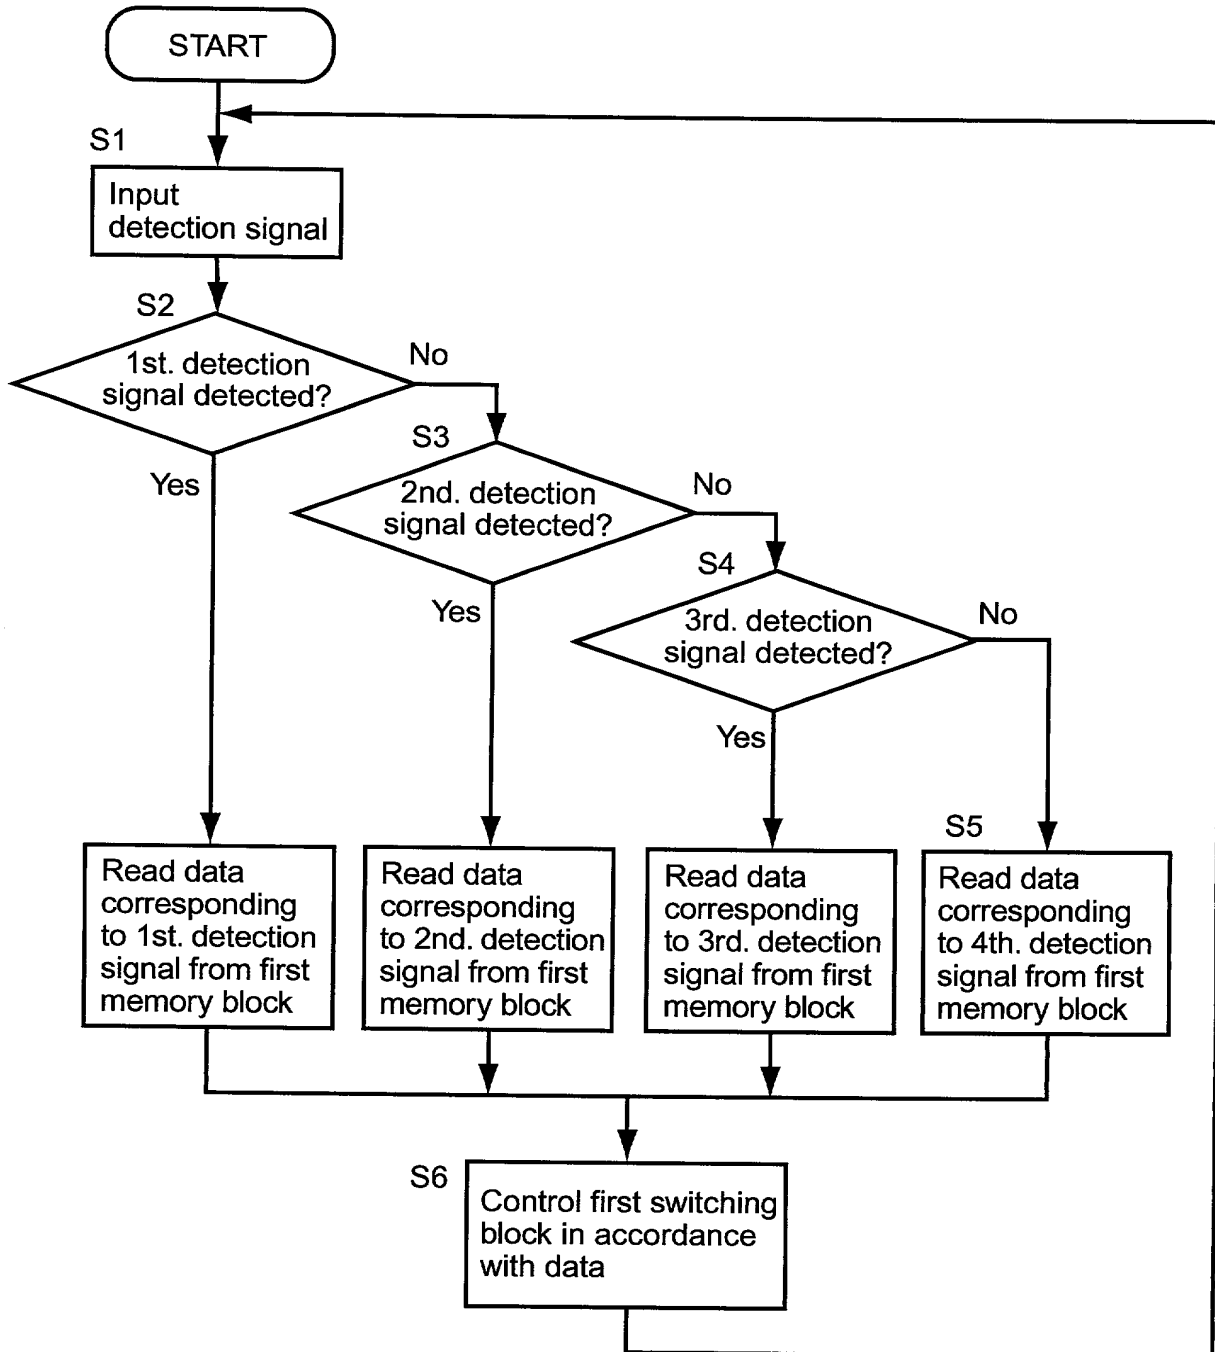 START
S1
Input
detection signal
S2
1st. detection
signal detected?
No
Yes
S3
2nd. detection
signal detected?
No
Yes
S4
3rd. detection
signal detected?
No
Yes
Read data
corresponding
to 1st. detection
signal from first
memory block
Read data
corresponding
to 2nd. detection
signal from first
memory block
Read data
corresponding
to 3rd. detection
signal from first
memory block
S5
Read data
corresponding
to 4th. detection
signal from first
memory block
S6
Control first switching
block in accordance
with data